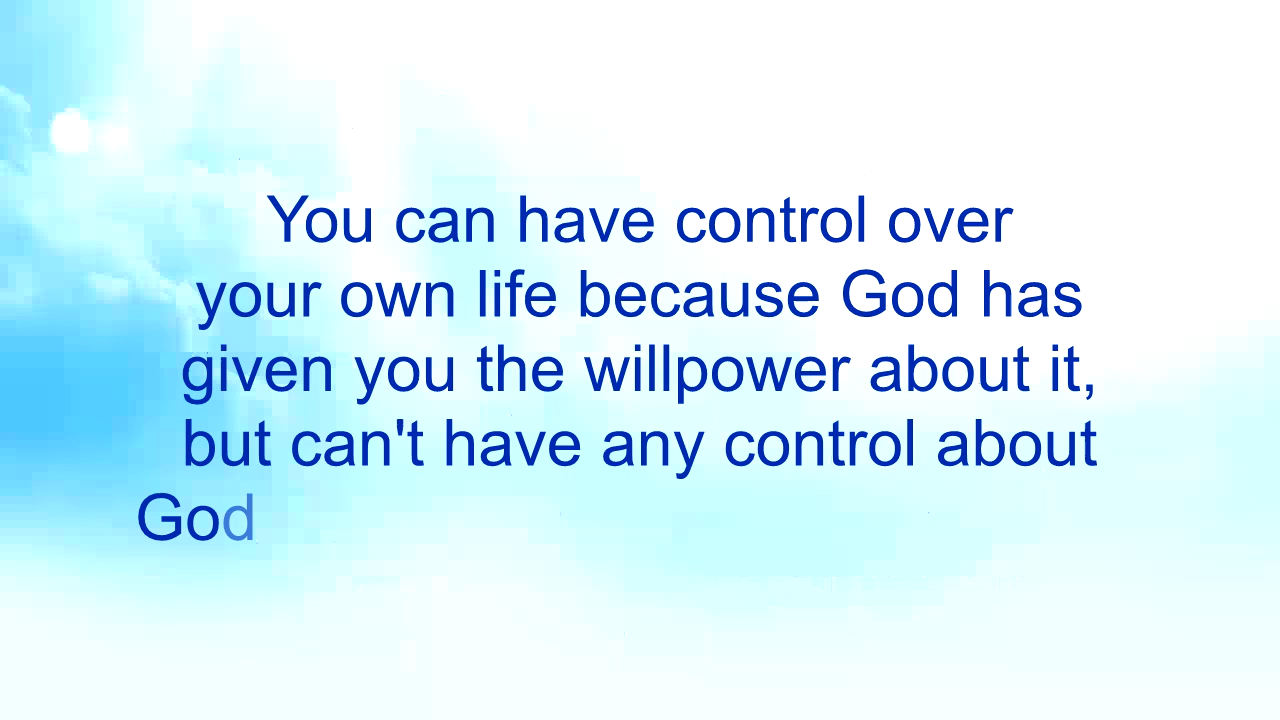 You can have control over
your own life because God has
given you the willpower about it,
but can't have any control about
God